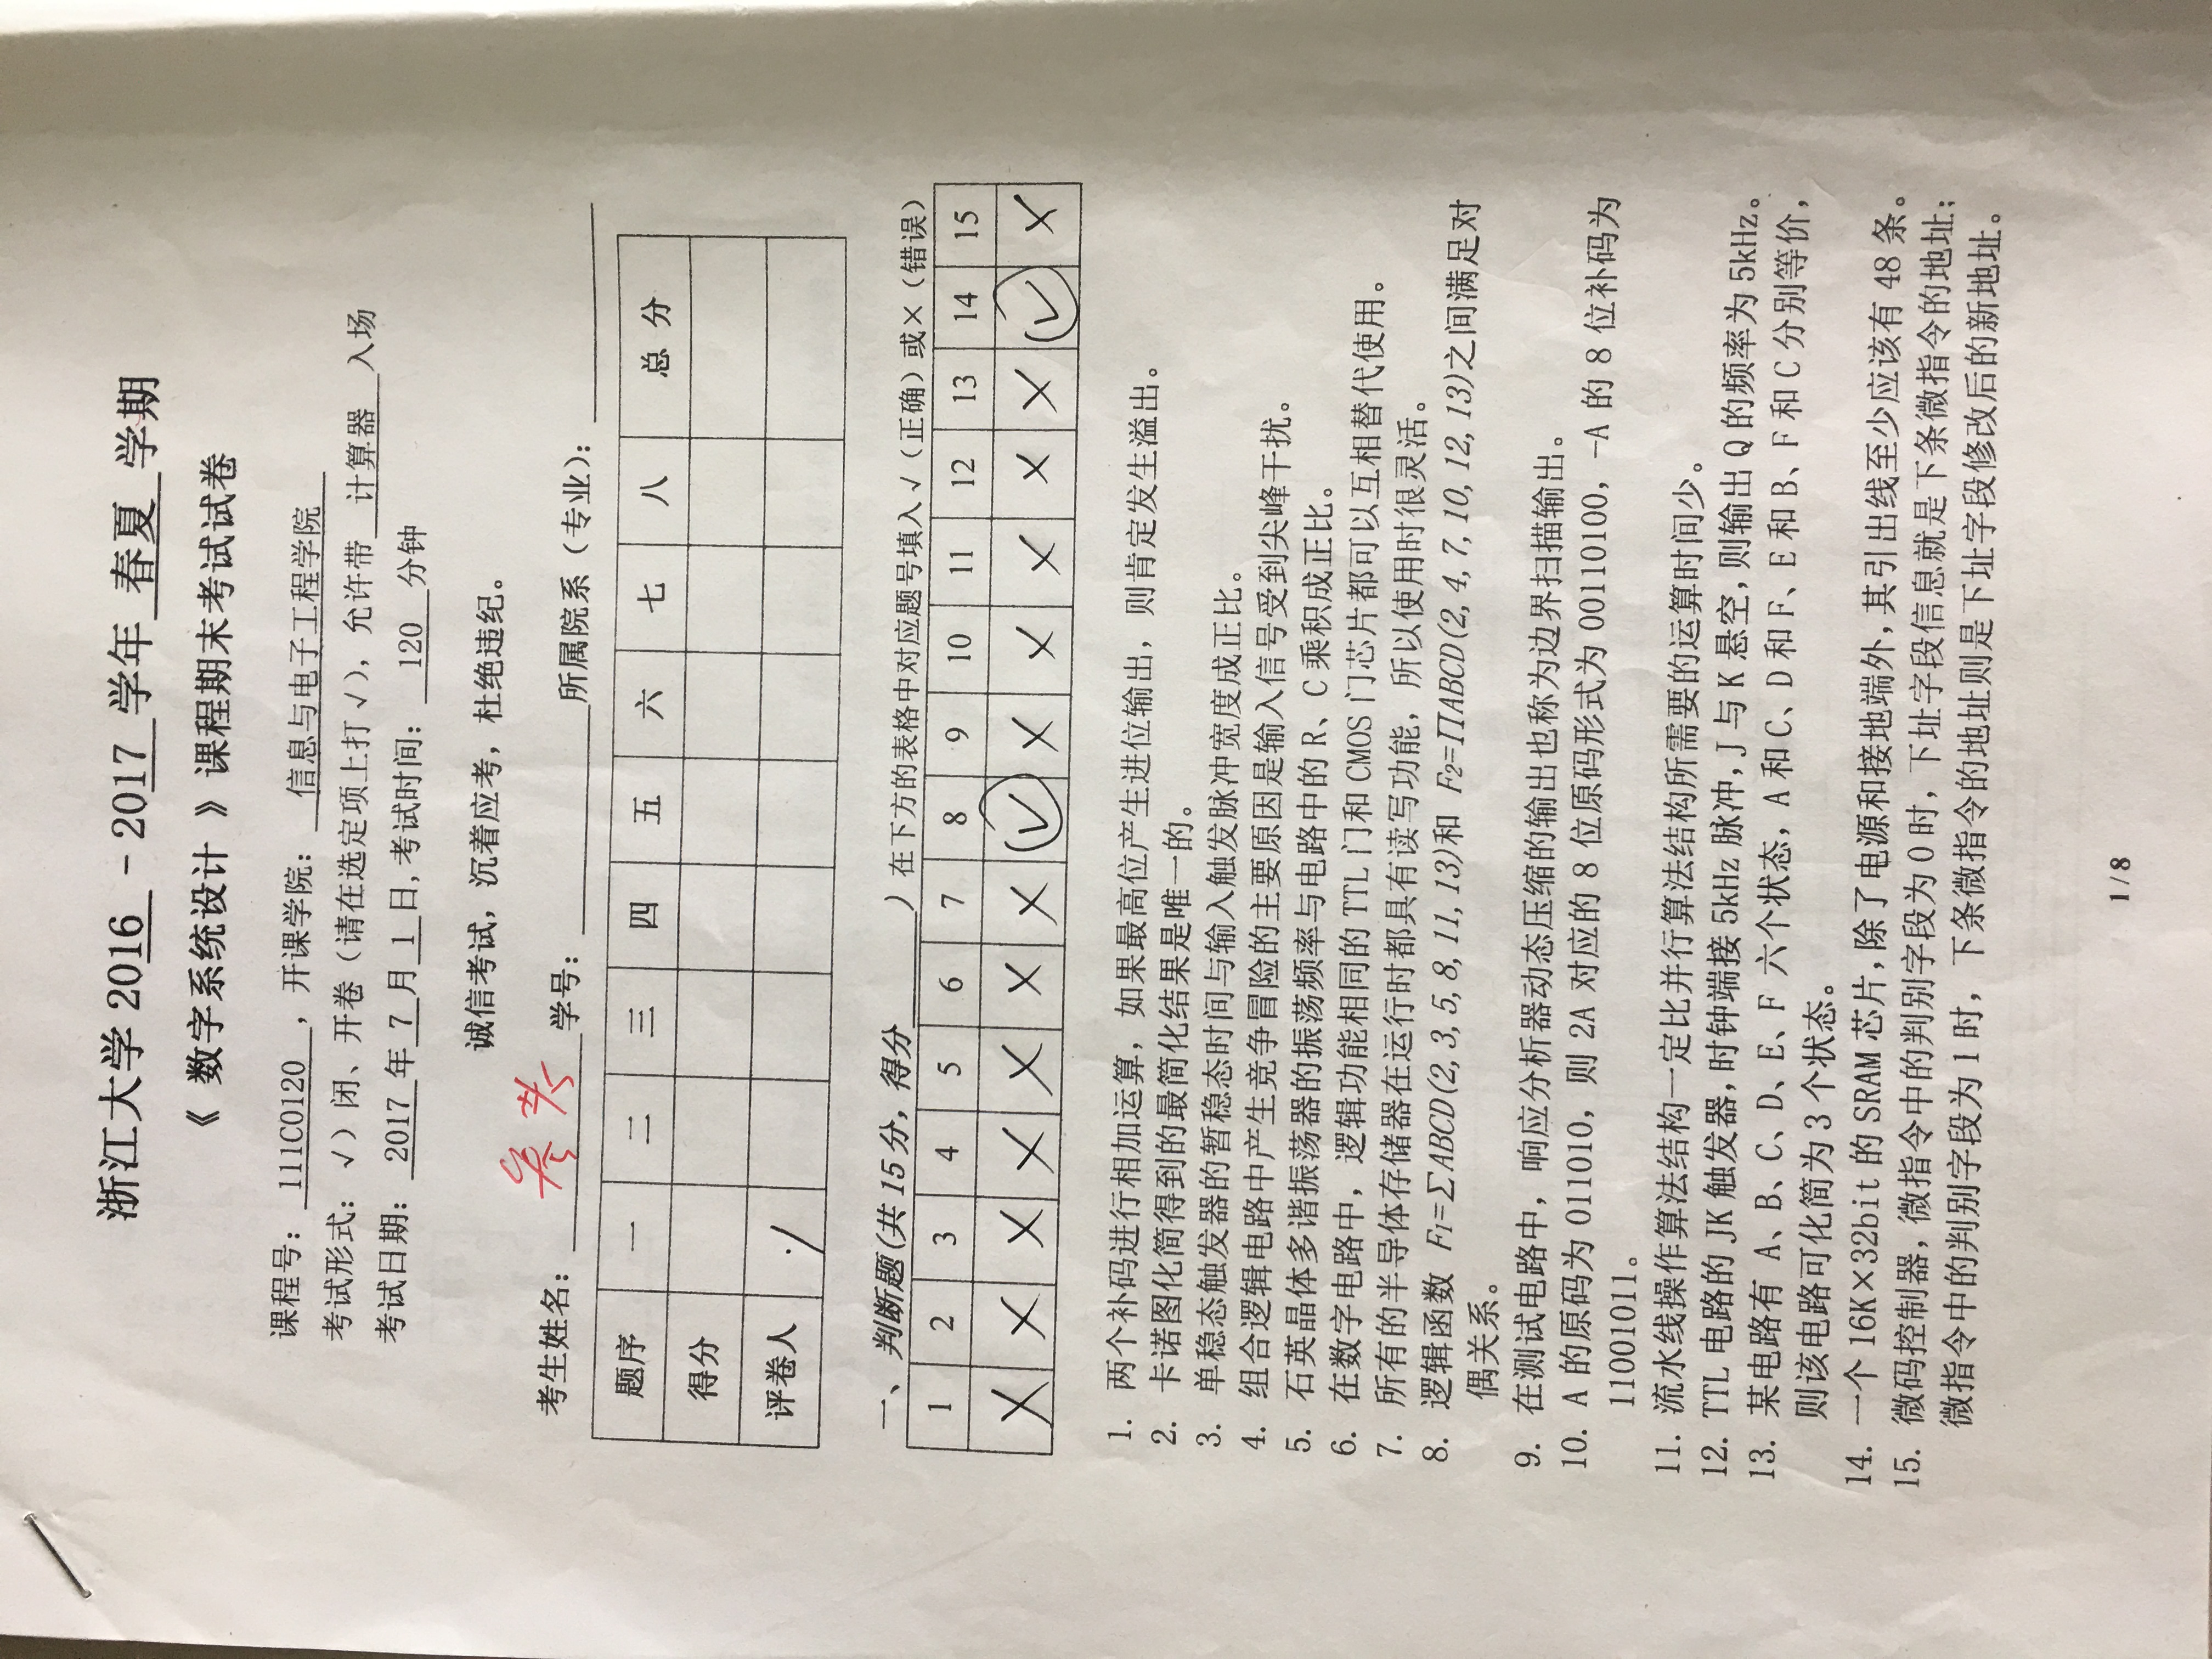 浙江大学 2016 - 2017 学年 春夏 学期
《 数字系统设计 》课程期末考试试卷
课程号： 111C0120 ，开课学院： 信息与电子工程学院
考试形式：√）闭、开卷（请在选定项上打√），允许带 计算器 入场
考试日期： 2017 年 7 月 1 日,考试时间： 120 分钟
诚信考试，沉着应考，杜绝违纪。
考生姓名： 参考 学号： 所属院系（专业）：
题序 一 二 三 四 五 六 七 八 总 分
得分
评卷人
一、判断题(共 15 分，得分 ) 在下方的表格中对应题号填入√（正确）或×（错误）
1 2 3 4 5 6 7 8 9 10 11 12 13 14 15
× × × × × × × √ × × × × × √ ×
1. 两个补码进行相加运算，如果最高位产生进位输出，则肯定发生溢出。
2. 卡诺图化简得到的最简化结果是唯一的。
3. 单稳态触发器的暂稳态时间与输入触发脉冲宽度成正比。
4. 组合逻辑电路中产生竞争冒险的主要原因是输入信号受到尖峰干扰。
5. 石英晶体多谐振荡器的振荡频率与电路中的 R、C 乘积成正比。
6. 在数字电路中，逻辑功能相同的 TTL 门和 CMOS 门芯片都可以互相替代使用。
7. 所有的半导体存储器在运行时都具有读写功能，所以使用时很灵活。
8. 逻辑函数 F1=∑ABCD(2,3,5,8,11,13)和 F2=∏ABCD(2,4,7,10,12,13)之间满足对
偶关系。
9. 在测试电路中，响应分析器动态压缩的输出也称为边界扫描输出。
10. A 的原码为 011010，则 2A 对应的 8 位原码形式为 00110100，-A 的 8 位补码为
11001011。
11. 流水线操作算法结构一定比并行算法结构所需要的运算时间少。
12. TTL 电路的 JK 触发器，时钟端接 5kHz 脉冲，J 与 K 悬空，则输出 Q 的频率为 5kHz。
13. 某电路有 A、B、C、D、E、F 六个状态，A 和 C、D 和 F、E 和 B、F 和 C 分别等价，
则该电路可化简为 3 个状态。
14. 一个 16K×32bit 的 SRAM 芯片，除了电源和接地端外，其引出线至少应该有 48 条。
15. 微码控制器，微指令中的判别字段为 0 时，下址字段信息就是下条微指令的地址；
微指令中的判别字段为 1 时，下条微指令的地址则是下址字段修改后的新地址。
1 / 8